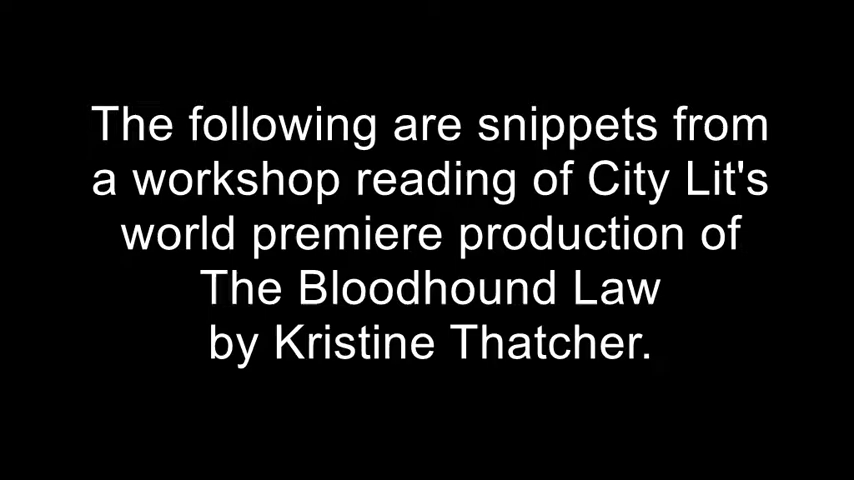 The following are snippets from
a workshop reading of City Lit's
world premiere production of
The Bloodhound Law
by Kristine Thatcher.